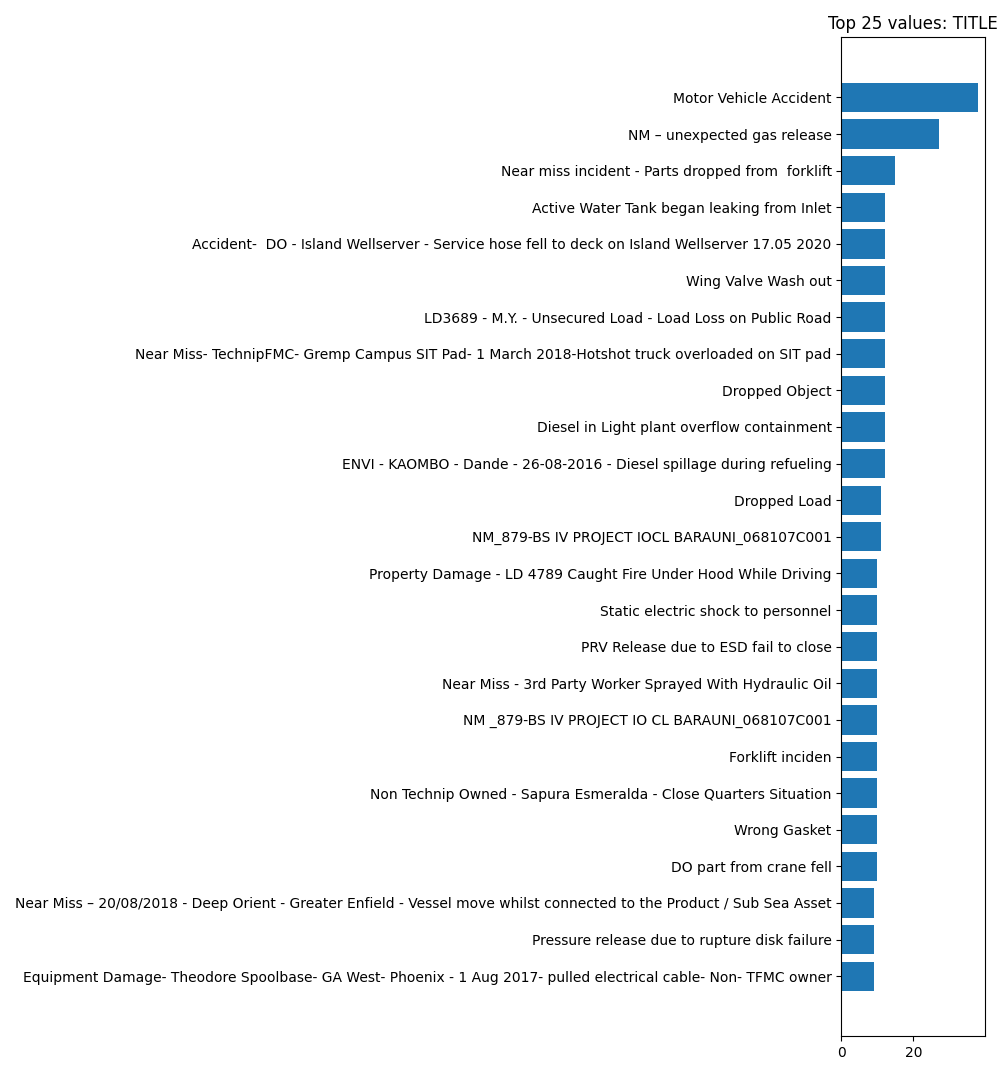 Top 25 values: TITLE
Motor Vehicle Accident
NM – unexpected gas release
Near miss incident - Parts dropped from  forklift
Active Water Tank began leaking from Inlet
Accident-  DO - Island Wellserver - Service hose fell to deck on Island Wellserver 17.05 2020
Wing Valve Wash out
LD3689 - M.Y. - Unsecured Load - Load Loss on Public Road
Near Miss- TechnipFMC- Gremp Campus SIT Pad- 1 March 2018-Hotshot truck overloaded on SIT pad
Dropped Object
Diesel in Light plant overflow containment
ENVI - KAOMBO - Dande - 26-08-2016 - Diesel spillage during refueling
Dropped Load
NM_879-BS IV PROJECT IOCL BARAUNI_068107C001
Property Damage - LD 4789 Caught Fire Under Hood While Driving
Static electric shock to personnel
PRV Release due to ESD fail to close
Near Miss - 3rd Party Worker Sprayed With Hydraulic Oil
NM _879-BS IV PROJECT IO CL BARAUNI_068107C001
Forklift inciden
Non Technip Owned - Sapura Esmeralda - Close Quarters Situation
Wrong Gasket
DO part from crane fell
Near Miss – 20/08/2018 - Deep Orient - Greater Enfield - Vessel move whilst connected to the Product / Sub Sea Asset
Pressure release due to rupture disk failure
Equipment Damage- Theodore Spoolbase- GA West- Phoenix - 1 Aug 2017- pulled electrical cable- Non- TFMC owner
0 20